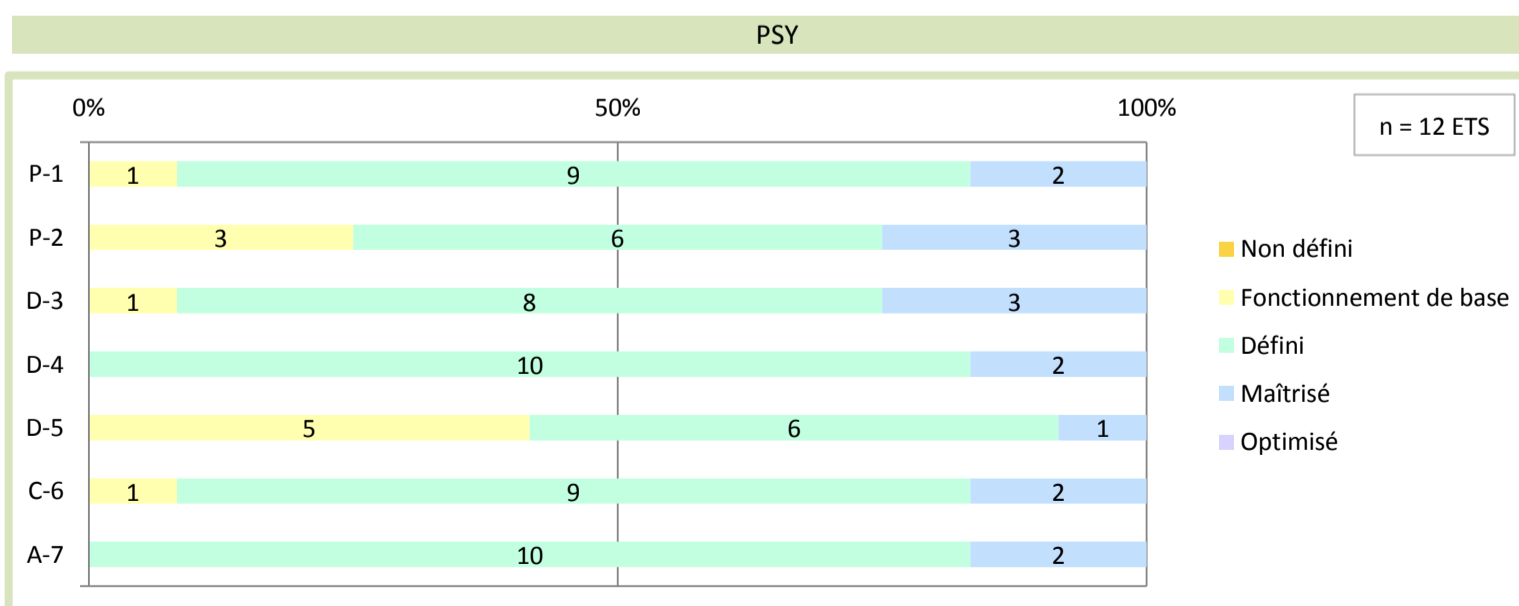 PSY
0% 50% 100%
n = 12 ETS
P-1 1 9 2
P-2 3 6 3
D-3 1 8 3
D-4 10 2
D-5 5 6 1
C-6 1 9 2
A-7 10 2
Non défini
Fonctionnement de base
Défini
Maîtrisé
Optimisé